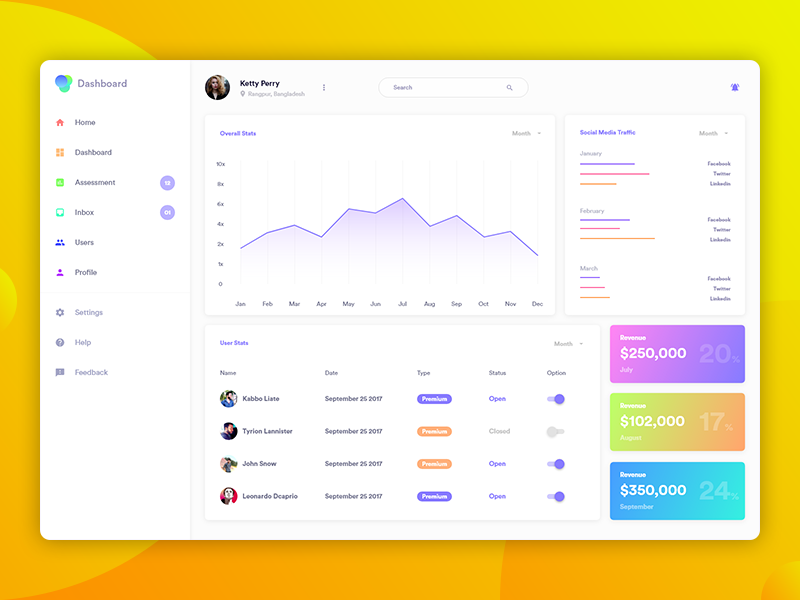 Dashboard
Home
Dashboard
Assessment 12
Inbox 01
Users
Profile
Settings
Help
Feedback
Ketty Perry
Rangpur, Bangladesh
Search
Overall Stats Month
10x
8x
6x
4x
2x
1x
0
Jan Feb Mar Apr May Jun Jul Aug Sep Oct Nov Dec
Social Media Traffic Month
January
Facebook
Twitter
Linkedin
February
Facebook
Twitter
Linkedin
March
Facebook
Twitter
Linkedin
User Stats Month
Name Date Type Status Option
Kabbo Liate September 25 2017 Premium Open
Tyrion Lannister September 25 2017 Premium Closed
John Snow September 25 2017 Premium Open
Leonardo Dcaprio September 25 2017 Premium Open
Revenue
$250,000 20%
July
Revenue
$102,000 17%
August
Revenue
$350,000 24%
September